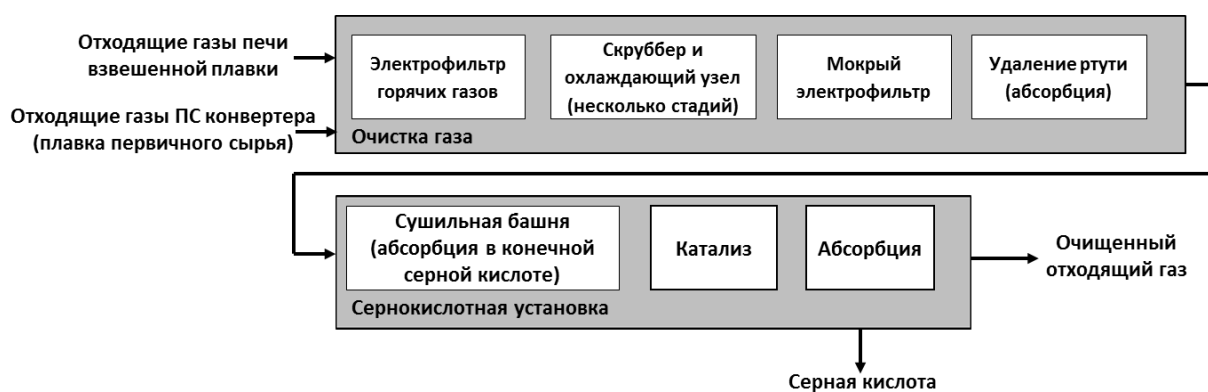 Отходящие газы печи
взвешенной плавки
Отходящие газы ПС конвертера
(плавка первичного сырья)
Электрофильтр
горячих газов
Скруббер и
охлаждающий узел
(несколько стадий)
Мокрый
электрофильтр
Удаление ртути
(абсорбция)
Очистка газа
Сушильная башня
(абсорбция в конечной
серной кислоте)
Катализ
Абсорбция
Сернокислотная установка
Очищенный
отходящий газ
Серная кислота